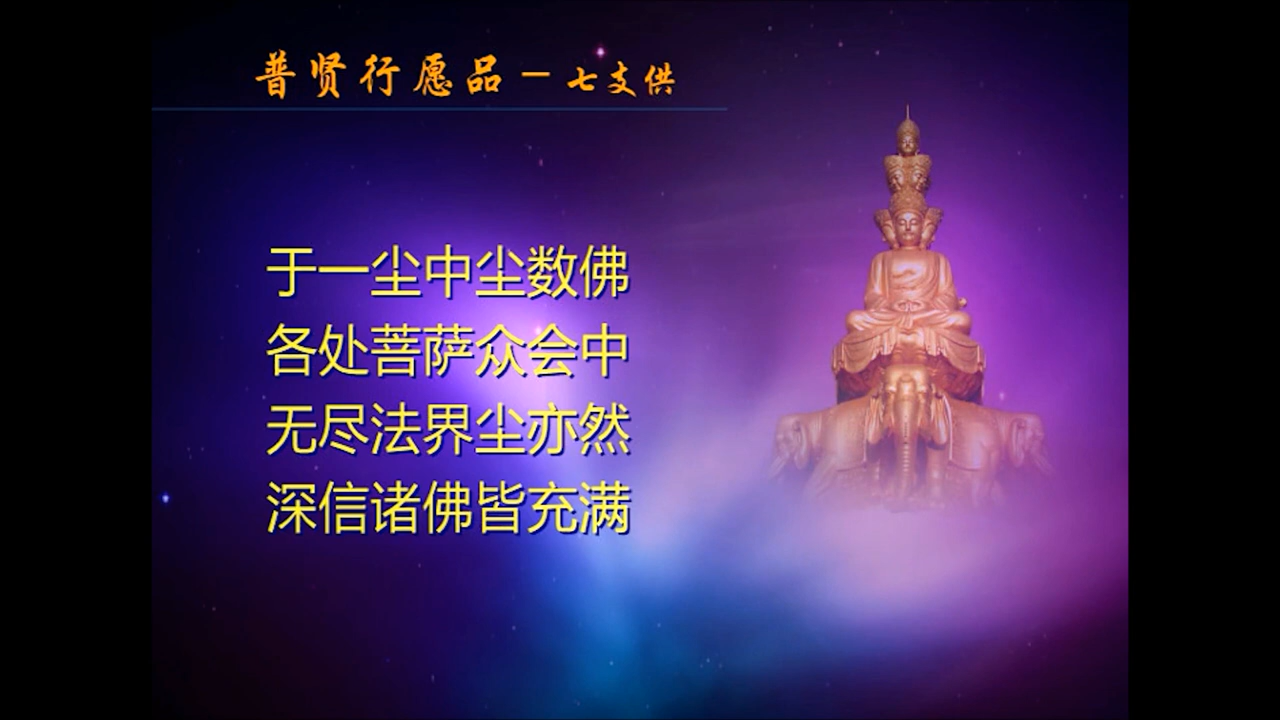 普贤行愿品－七支供
于一尘中尘数佛
各处菩萨众会中
无尽法界尘亦然
深信诸佛皆充满